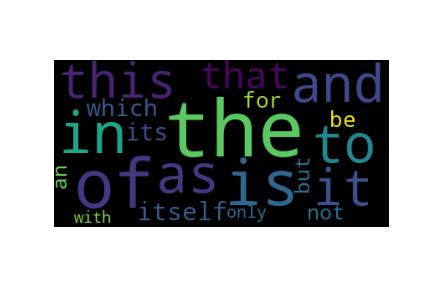 this that and
which for
in its the be
to
an of as is but it
with itself only not